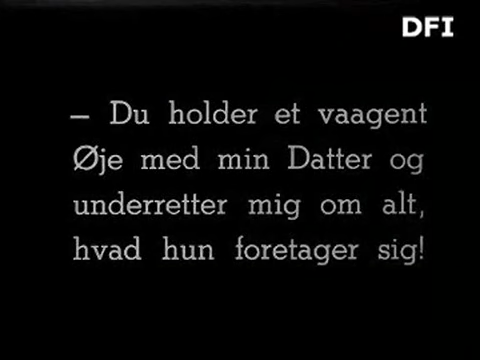 DFI
– Du holder et vaagent
Øje med min Datter og
underretter mig om alt,
hvad hun foretager sig!